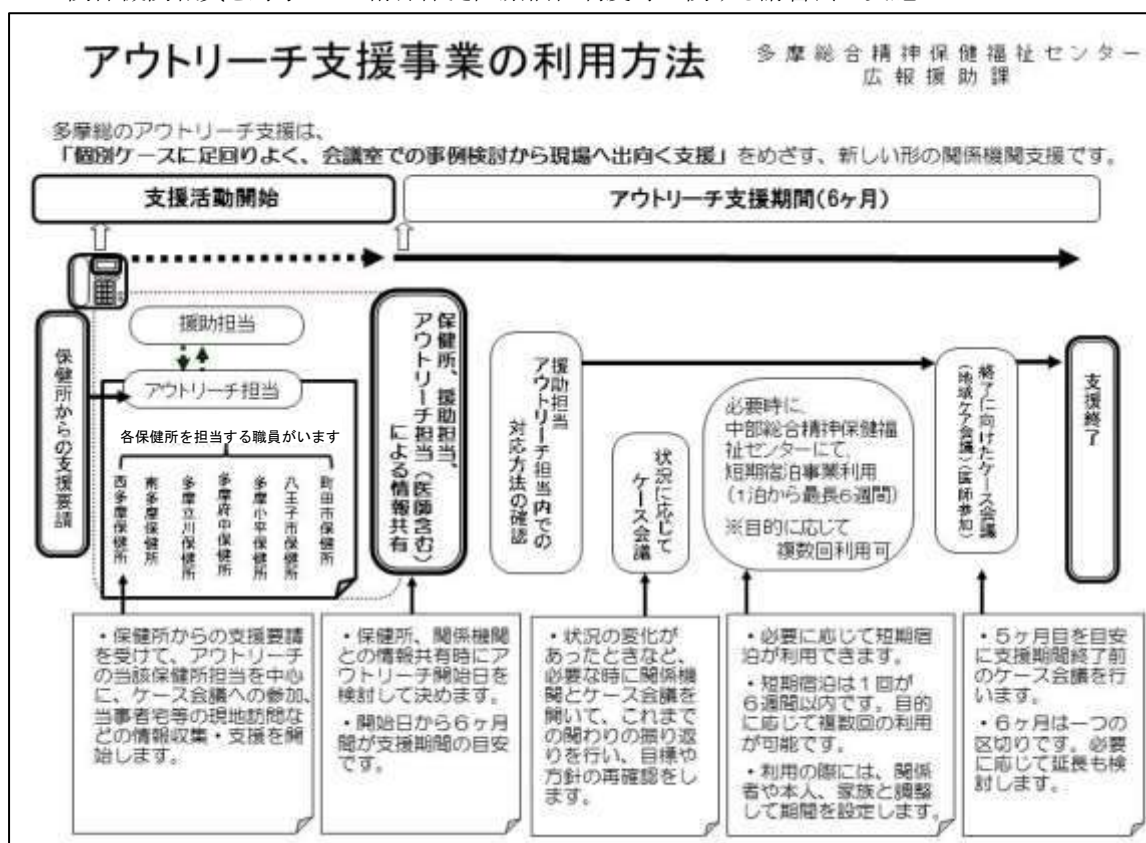 アウトリーチ支援事業の利用方法
多摩総合精神保健福祉センター
広報援助課
多摩総のアウトリーチ支援は、
「個別ケースに足回りよく、会議室での事例検討から現場へ出向く支援」をめざす、新しい形の関係機関支援です。
支援活動開始
アウトリーチ支援期間(6ヶ月)
保健所からの支援要請
援助担当
アウトリーチ担当
各保健所を担当する職員がいます
西多摩保健所
南多摩保健所
多摩立川保健所
多摩府中保健所
多摩小平保健所
八王子市保健所
町田市保健所
保健所、援助担当、
アウトリーチ担当(医師含む)
による情報共有
援助担当
アウトリーチ担当内での
対応方法の確認
状況に応じて
ケース会議
必要時に、
中部総合精神保健福
祉センターにて、
短期宿泊事業利用
(1泊から最長6週間)
※目的に応じて
複数回利用可
終了に向けたケース会議
(地域ケア会議)(医師参加)
支援終了
・保健所からの支援要請
を受けて、アウトリーチ
の当該保健所担当を中心
に、ケース会議への参加、
当事者宅等の現地訪問な
どの情報収集・支援を開
始します。
・保健所、関係機関
との情報共有時にア
ウトリーチ開始日を
検討して決めます。
・開始日から6ヶ月
間が支援期間の目安
です。
・状況の変化が
あったときなど、
必要な時に関係機
関とケース会議を
開いて、これまで
の関わりの振り返
りを行い、目標や
方針の再確認をし
ます。
・必要に応じて短期宿
泊が利用できます。
・短期宿泊は1回が
6週間以内です。目的
に応じて複数回の利用
が可能です。
・利用の際には、関係
者や本人、家族と調整
して期間を設定します。
・5ヶ月目を目安
に支援期間終了前
のケース会議を行
います。
・6ヶ月は一つの
区切りです。必要
に応じて延長も検
討します。